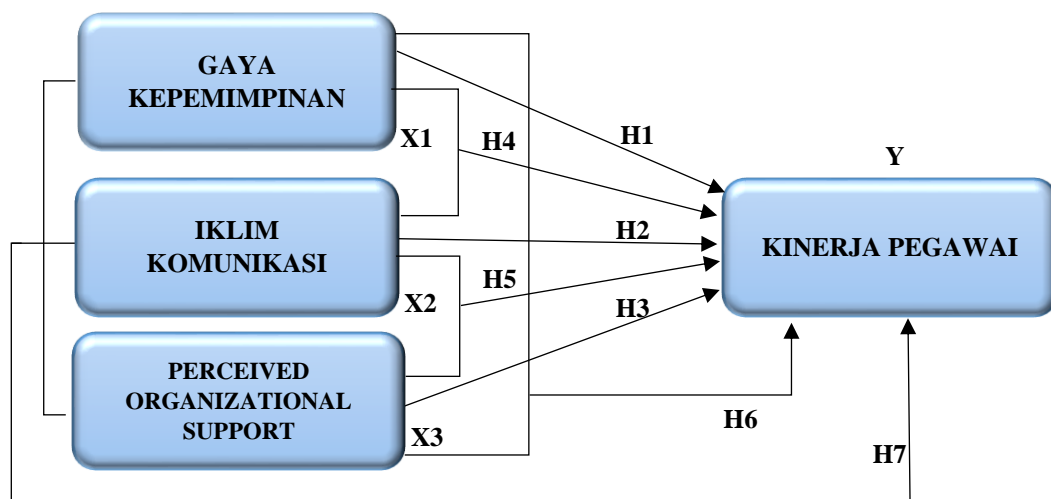 GAYA
KEPEMIMPINAN
X1
H4
H1
Y
IKLIM
KOMUNIKASI
H2
KINERJA PEGAWAI
X2
H5
H3
PERCEIVED
ORGANIZATIONAL
SUPPORT
X3
H6
H7